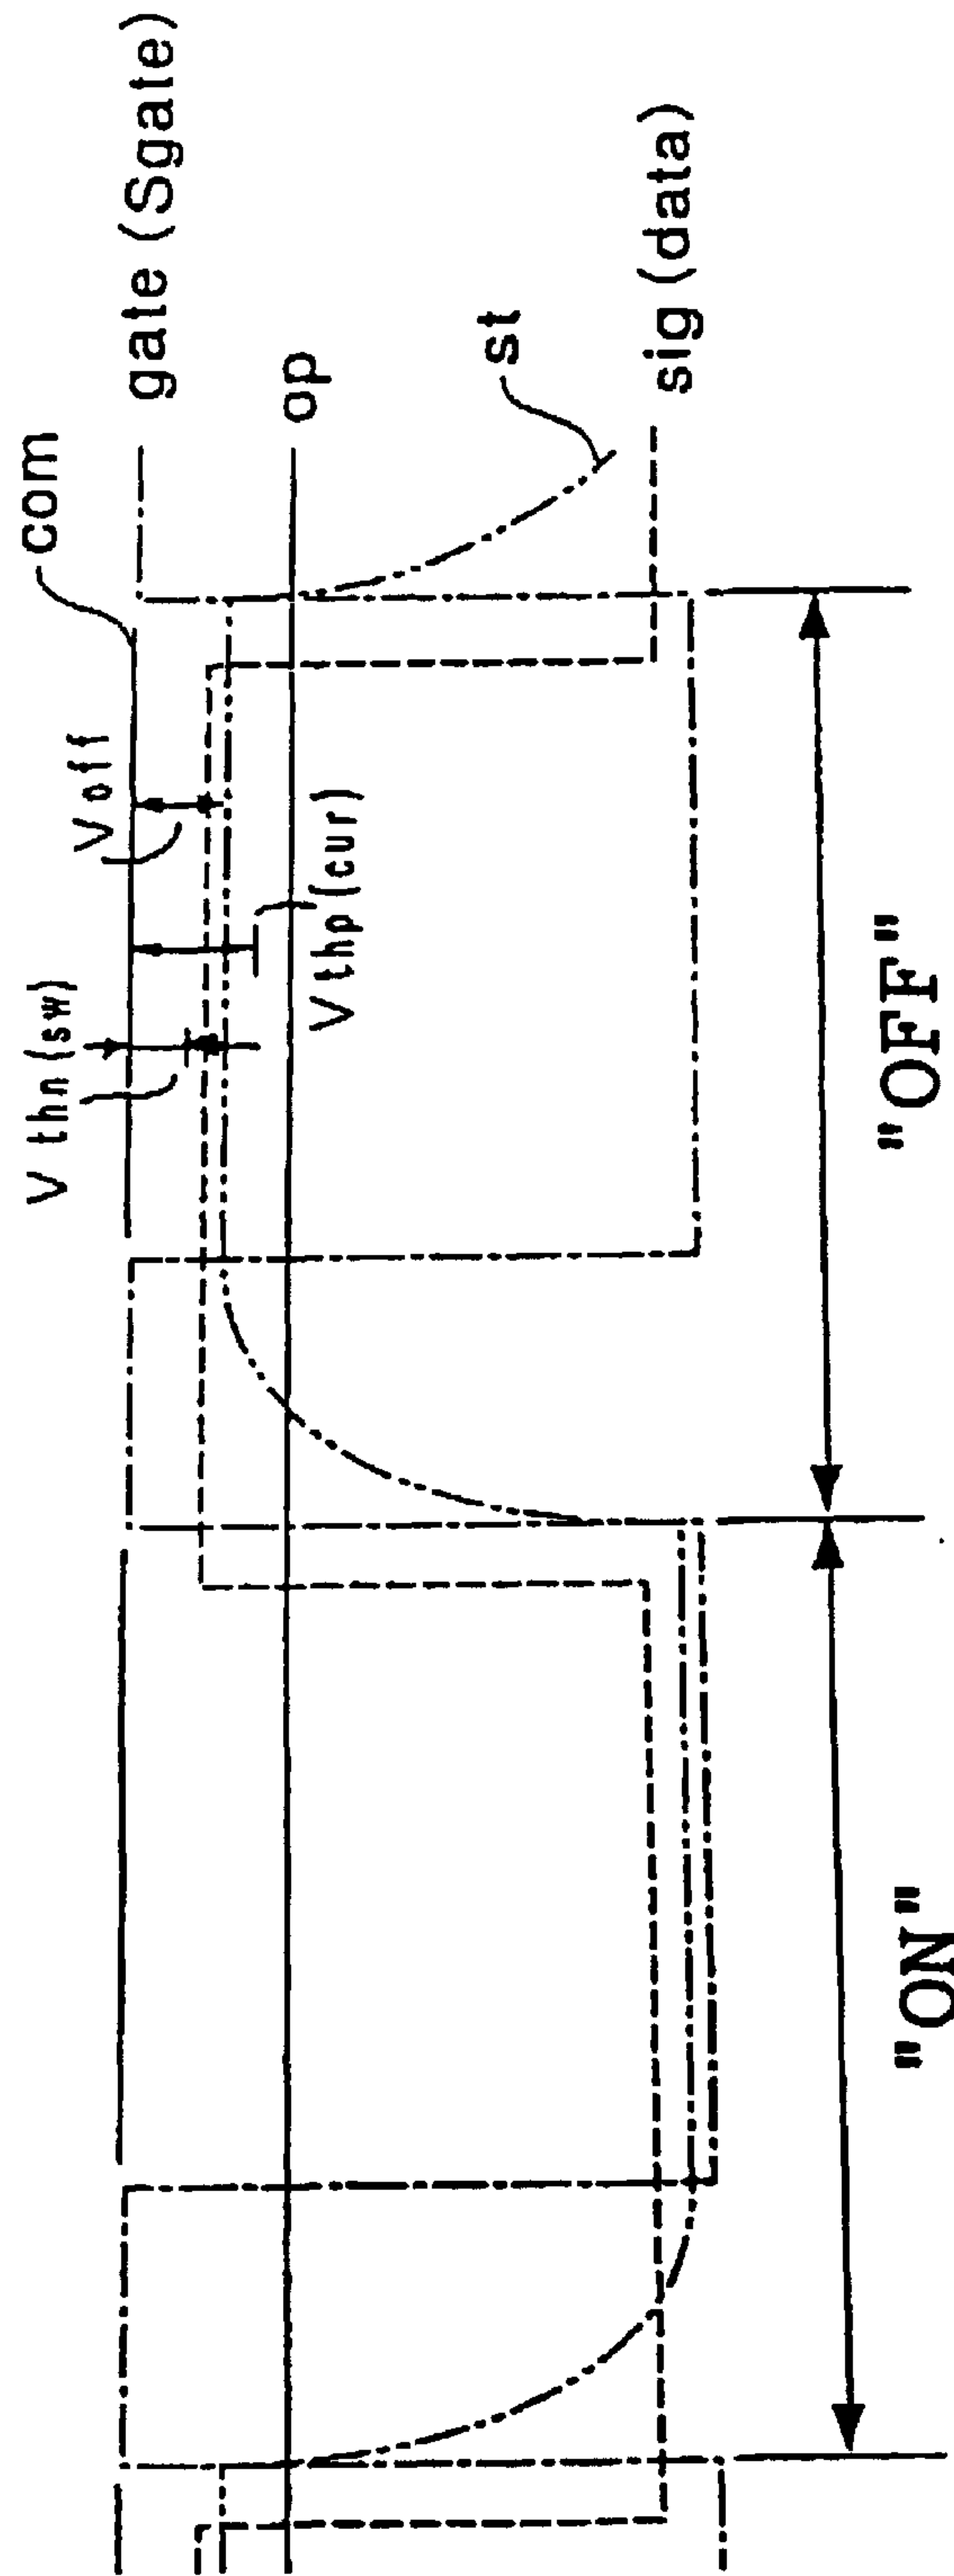 com
gate (Sgate)
Voff
Vthn (sw)
Vthp (cur)
op
st
sig (data)
"ON"
"OFF"